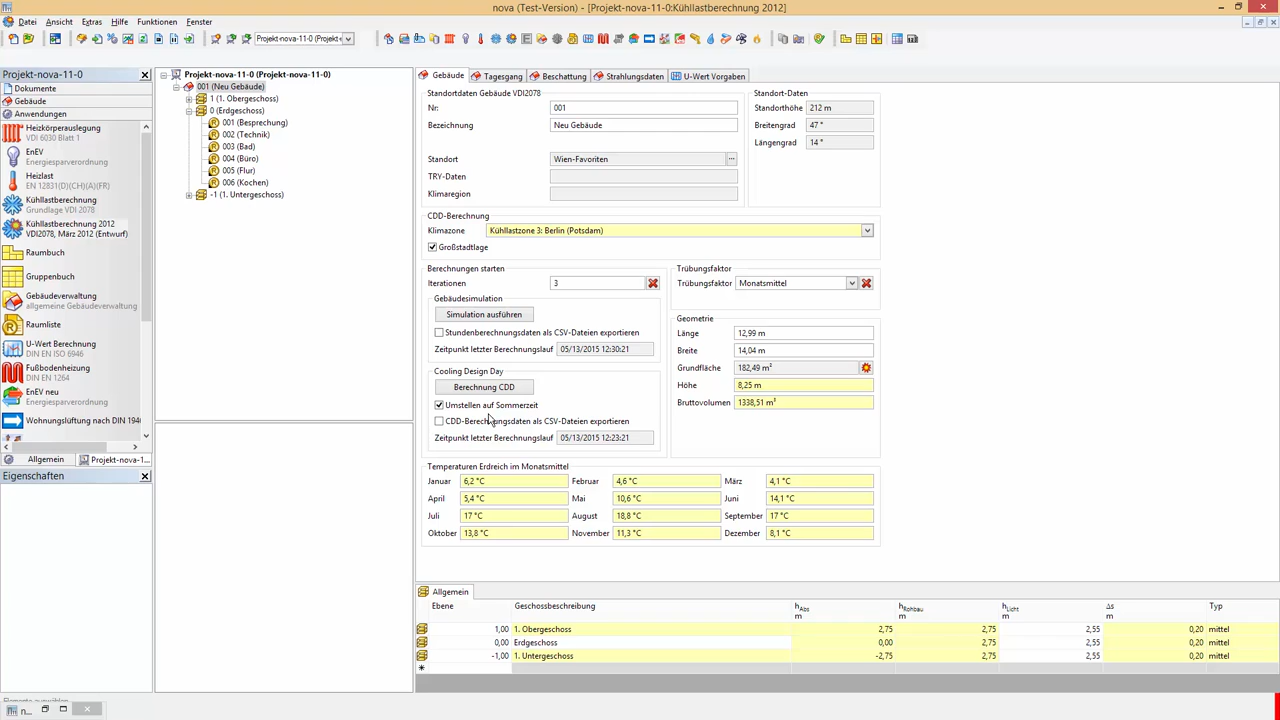 nova (Test-Version) - [Projekt-nova-11-0:Kühllastberechnung 2012]
Datei Ansicht Extras Hilfe Funktionen Fenster
Projekt-nova-11-0 (Projekt
Projekt-nova-11-0
Dokumente
Gebäude
Anwendungen
Heizkörperauslegung
VDI 6030 Blatt 1
EnEV
Energiesparverordnung
Heizlast
EN 12831(D)(CH)(A)(FR)
Kühllastberechnung
Grundlage VDI 2078
Kühllastberechnung 2012
VDI2078, März 2012 (Entwurf)
Raumbuch
Gruppenbuch
Gebäudeverwaltung
allgemeine Gebäudeverwaltung
Raumliste
U-Wert Berechnung
DIN EN ISO 6946
Fußbodenheizung
DIN EN 1264
EnEV neu
Energiesparverordnung
Wohnungslüftung nach DIN 1946
Allgemein Projekt-nova-1...
Eigenschaften
Projekt-nova-11-0 (Projekt-nova-11-0)
001 (Neu Gebäude)
1 (1. Obergeschoss)
0 (Erdgeschoss)
001 (Besprechung)
002 (Technik)
003 (Bad)
004 (Büro)
005 (Flur)
006 (Kochen)
-1 (1. Untergeschoss)
Gebäude Tagesgang Beschattung Strahlungsdaten U-Wert Vorgaben
Standortdaten Gebäude VDI2078
Nr: 001
Bezeichnung Neu Gebäude
Standort Wien-Favoriten ...
TRY-Daten
Klimaregion
Standort-Daten
Standorthöhe 212 m
Breitengrad 47 °
Längengrad 14 °
CDD-Berechnung
Klimazone Kühllastzone 3: Berlin (Potsdam)
Großstadtlage
Berechnungen starten
Iterationen 3
Gebäudesimulation
Simulation ausführen
Stundenberechnungsdaten als CSV-Dateien exportieren
Zeitpunkt letzter Berechnungslauf 05/13/2015 12:30:21
Cooling Design Day
Berechnung CDD
Umstellen auf Sommerzeit
CDD-Berechnungsdaten als CSV-Dateien exportieren
Zeitpunkt letzter Berechnungslauf 05/13/2015 12:23:21
Trübungsfaktor
Trübungsfaktor Monatsmittel
Geometrie
Länge 12,99 m
Breite 14,04 m
Grundfläche 182,49 m²
Höhe 8,25 m
Bruttovolumen 1338,51 m³
Temperaturen Erdreich im Monatsmittel
Januar 6,2 °C Februar 4,6 °C März 4,1 °C
April 5,4 °C Mai 10,6 °C Juni 14,1 °C
Juli 17 °C August 18,8 °C September 17 °C
Oktober 13,8 °C November 11,3 °C Dezember 8,1 °C
Allgemein
Ebene Geschossbeschreibung hAbs hRohbau hLicht Δs Typ
m m m m
1,00 1. Obergeschoss 2,75 2,75 2,55 0,20 mittel
0,00 Erdgeschoss 0,00 2,75 2,55 0,20 mittel
-1,00 1. Untergeschoss -2,75 2,75 2,55 0,20 mittel
n...